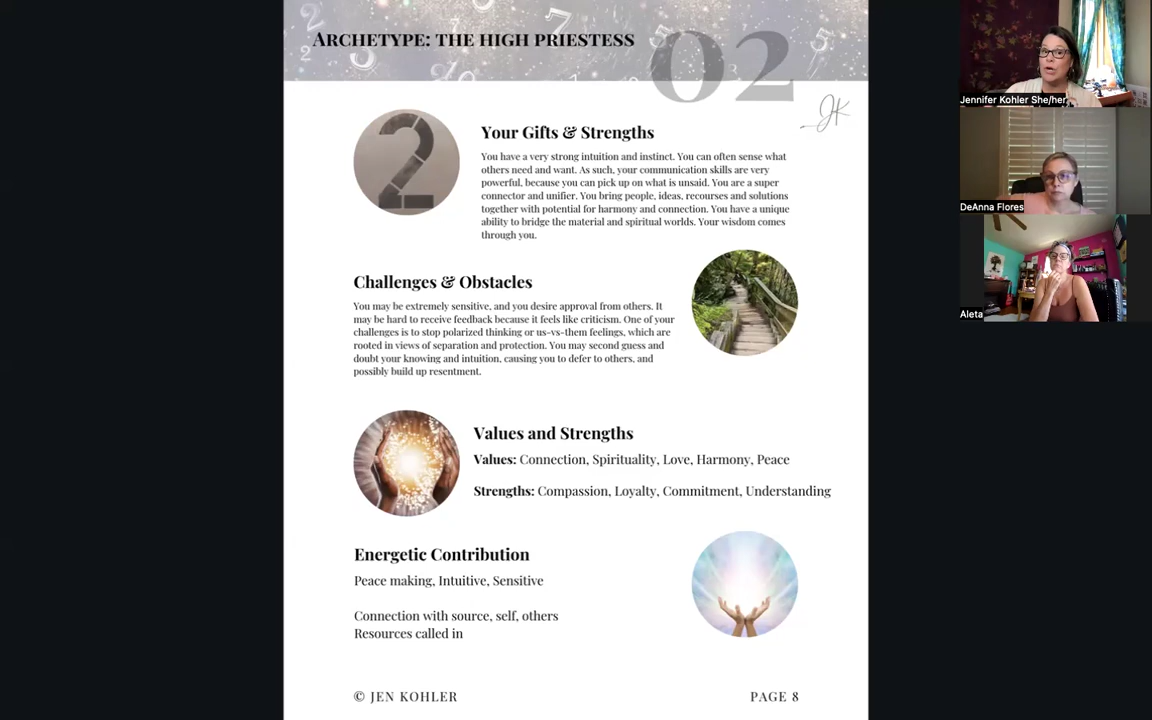 ARCHETYPE: THE HIGH PRIESTESS
02
JK
2
Your Gifts & Strengths
You have a very strong intuition and instinct. You can often sense what
others need and want. As such, your communication skills are very
powerful, because you can pick up on what is unsaid. You are a super
connector and unifier. You bring people, ideas, recourses and solutions
together with potential for harmony and connection. You have a unique
ability to bridge the material and spiritual worlds. Your wisdom comes
through you.
Challenges & Obstacles
You may be extremely sensitive, and you desire approval from others. It
may be hard to receive feedback because it feels like criticism. One of your
challenges is to stop polarized thinking or us-vs-them feelings, which are
rooted in views of separation and protection. You may second guess and
doubt your knowing and intuition, causing you to defer to others, and
possibly build up resentment.
Values and Strengths
Values: Connection, Spirituality, Love, Harmony, Peace
Strengths: Compassion, Loyalty, Commitment, Understanding
Energetic Contribution
Peace making, Intuitive, Sensitive
Connection with source, self, others
Resources called in
© JEN KOHLER
PAGE 8
Jennifer Kohler She/her
DeAnna Flores
Aleta